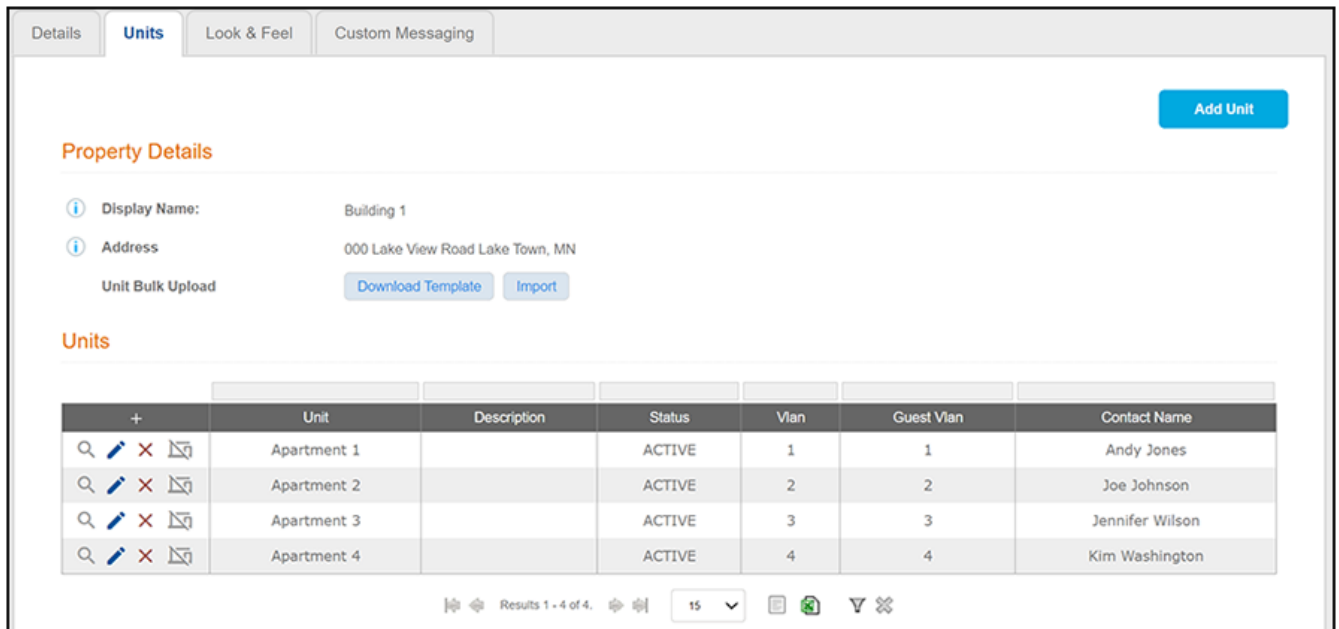 Details Units Look & Feel Custom Messaging
Add Unit
Property Details
Display Name: Building 1
Address 000 Lake View Road Lake Town, MN
Unit Bulk Upload Download Template Import
Units
+ Unit Description Status Vlan Guest Vlan Contact Name
Apartment 1 ACTIVE 1 1 Andy Jones
Apartment 2 ACTIVE 2 2 Joe Johnson
Apartment 3 ACTIVE 3 3 Jennifer Wilson
Apartment 4 ACTIVE 4 4 Kim Washington
Results 1 - 4 of 4. 15